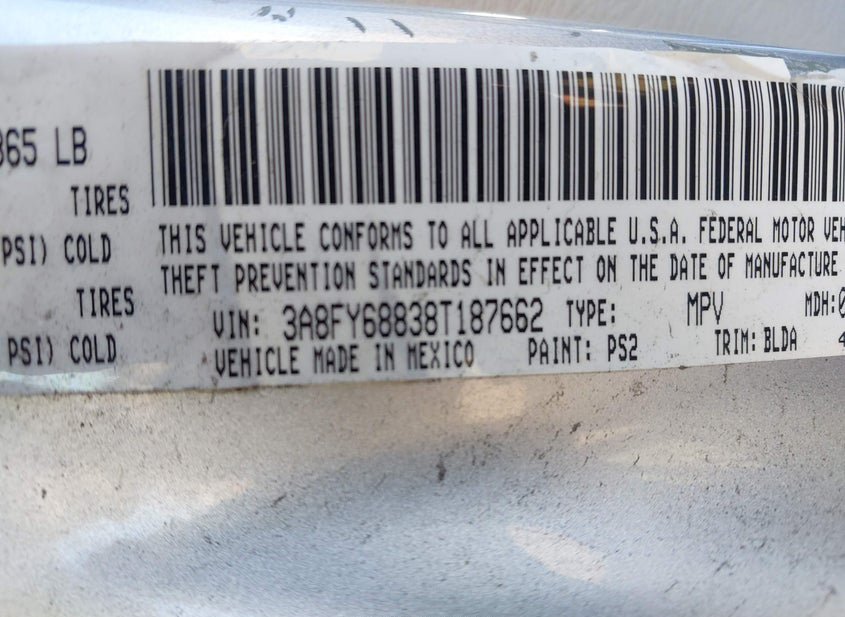 365 LB
TIRES
PSI) COLD
TIRES
PSI) COLD
THIS VEHICLE CONFORMS TO ALL APPLICABLE U.S.A. FEDERAL MOTOR VEH
THEFT PREVENTION STANDARDS IN EFFECT ON THE DATE OF MANUFACTURE
VIN: 3A8FY68838T187662 TYPE: MPV MDH:0
VEHICLE MADE IN MEXICO PAINT: PS2 TRIM: BLDA 4